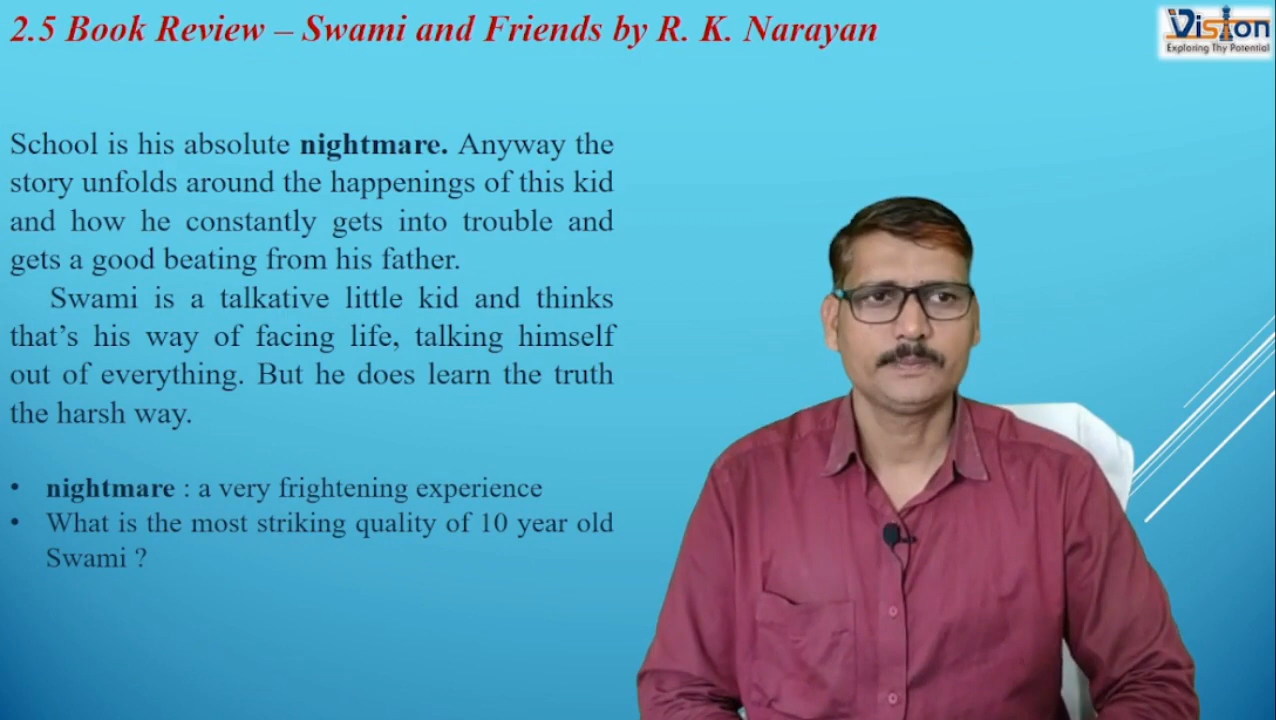 2.5 Book Review – Swami and Friends by R. K. Narayan
Vision
Exploring Thy Potential
School is his absolute nightmare. Anyway the
story unfolds around the happenings of this kid
and how he constantly gets into trouble and
gets a good beating from his father.
Swami is a talkative little kid and thinks
that’s his way of facing life, talking himself
out of everything. But he does learn the truth
the harsh way.
• nightmare : a very frightening experience
• What is the most striking quality of 10 year old
Swami ?